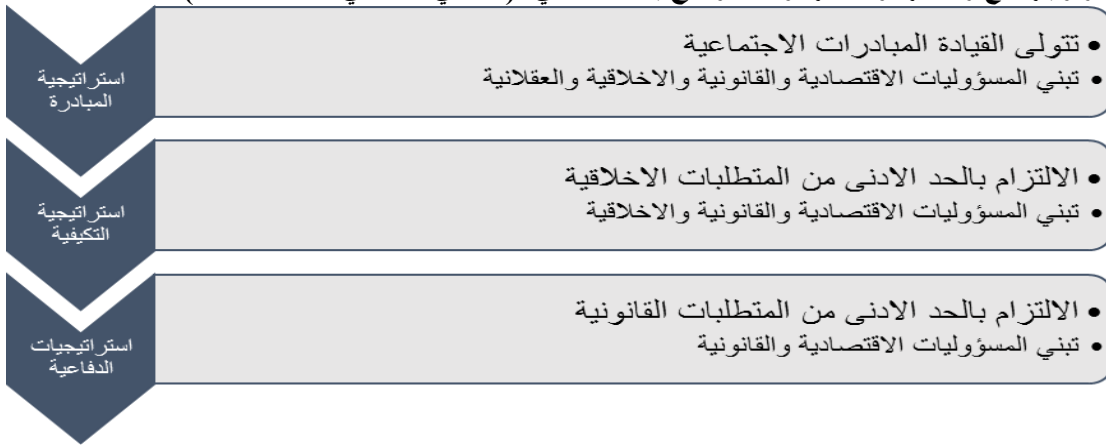 استراتيجية
المبادرة
• تتولى القيادة المبادرات الاجتماعية
• تبني المسؤوليات الاقتصادية والقانونية والاخلاقية والعقلانية
استراتيجية
التكيفية
• الالتزام بالحد الادنى من المتطلبات الاخلاقية
• تبني المسؤوليات الاقتصادية والقانونية والاخلاقية
استراتيجيات
الدفاعية
• الالتزام بالحد الادنى من المتطلبات القانونية
• تبني المسؤوليات الاقتصادية والقانونية